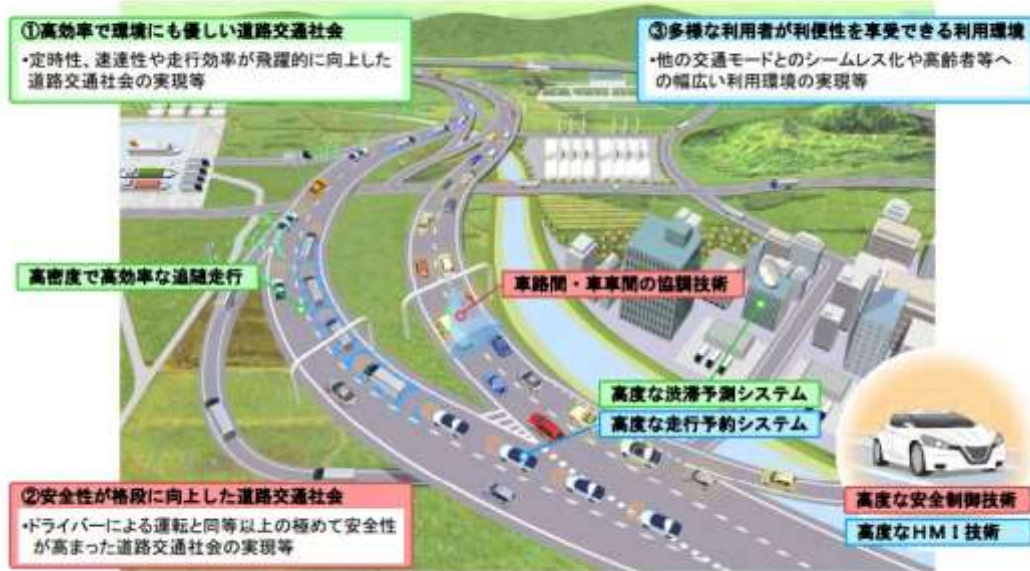 ①高効率で環境にも優しい道路交通社会
・定時性、速達性や走行効率が飛躍的に向上した
道路交通社会の実現等
③多様な利用者が利便性を享受できる利用環境
・他の交通モードとのシームレス化や高齢者等へ
の幅広い利用環境の実現等
高密度で高効率な追随走行
車路間・車車間の協調技術
高度な渋滞予測システム
高度な走行予約システム
②安全性が格段に向上した道路交通社会
・ドライバーによる運転と同等以上の極めて安全性
が高まった道路交通社会の実現等
高度な安全制御技術
高度なHMI技術